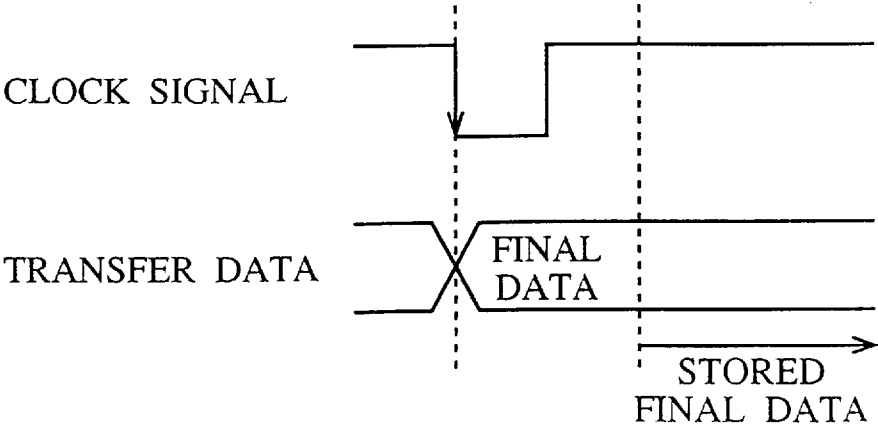 CLOCK SIGNAL
TRANSFER DATA
FINAL
DATA
STORED
FINAL DATA